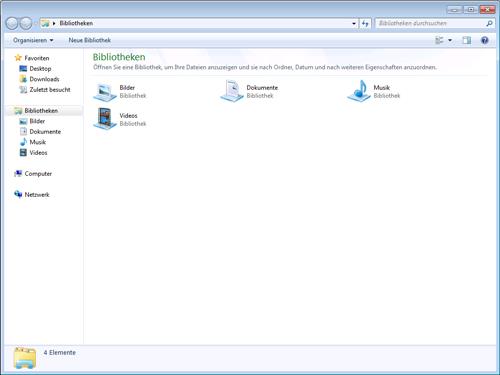 Bibliotheken
Bibliotheken durchsuchen
Organisieren
Neue Bibliothek
Favoriten
Desktop
Downloads
Zuletzt besucht
Bibliotheken
Bilder
Dokumente
Musik
Videos
Computer
Netzwerk
Bibliotheken
Öffnen Sie eine Bibliothek, um Ihre Dateien anzuzeigen und sie nach Ordner, Datum und nach weiteren Eigenschaften anzuordnen.
Bilder
Bibliothek
Dokumente
Bibliothek
Musik
Bibliothek
Videos
Bibliothek
4 Elemente